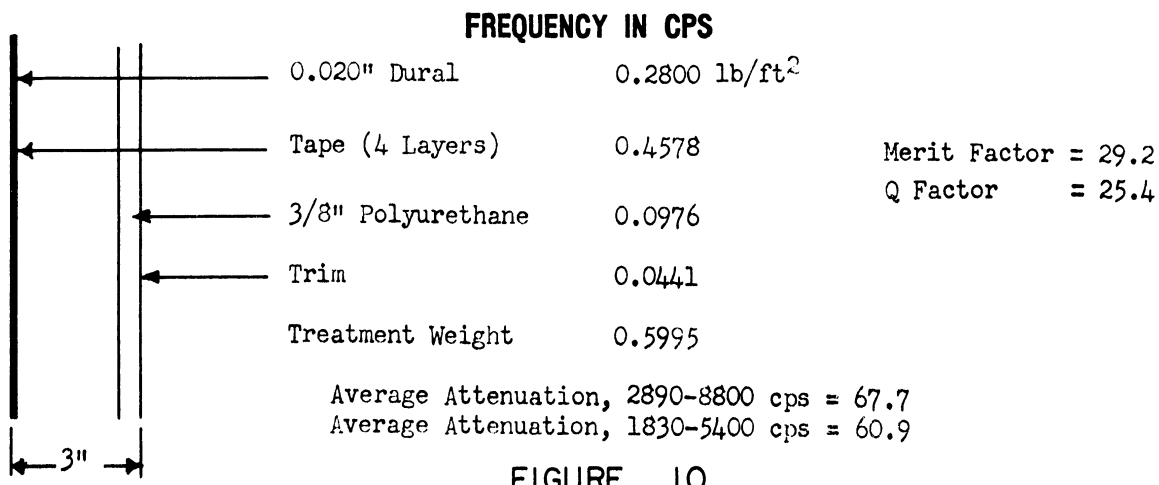 FREQUENCY IN CPS
0.020" Dural 0.2800 lb/ft²
Tape (4 Layers) 0.4578
Merit Factor = 29.2
Q Factor = 25.4
3/8" Polyurethane 0.0976
Trim 0.0441
Treatment Weight 0.5995
Average Attenuation, 2890-8800 cps = 67.7
Average Attenuation, 1830-5400 cps = 60.9
3"
FIGURE 10